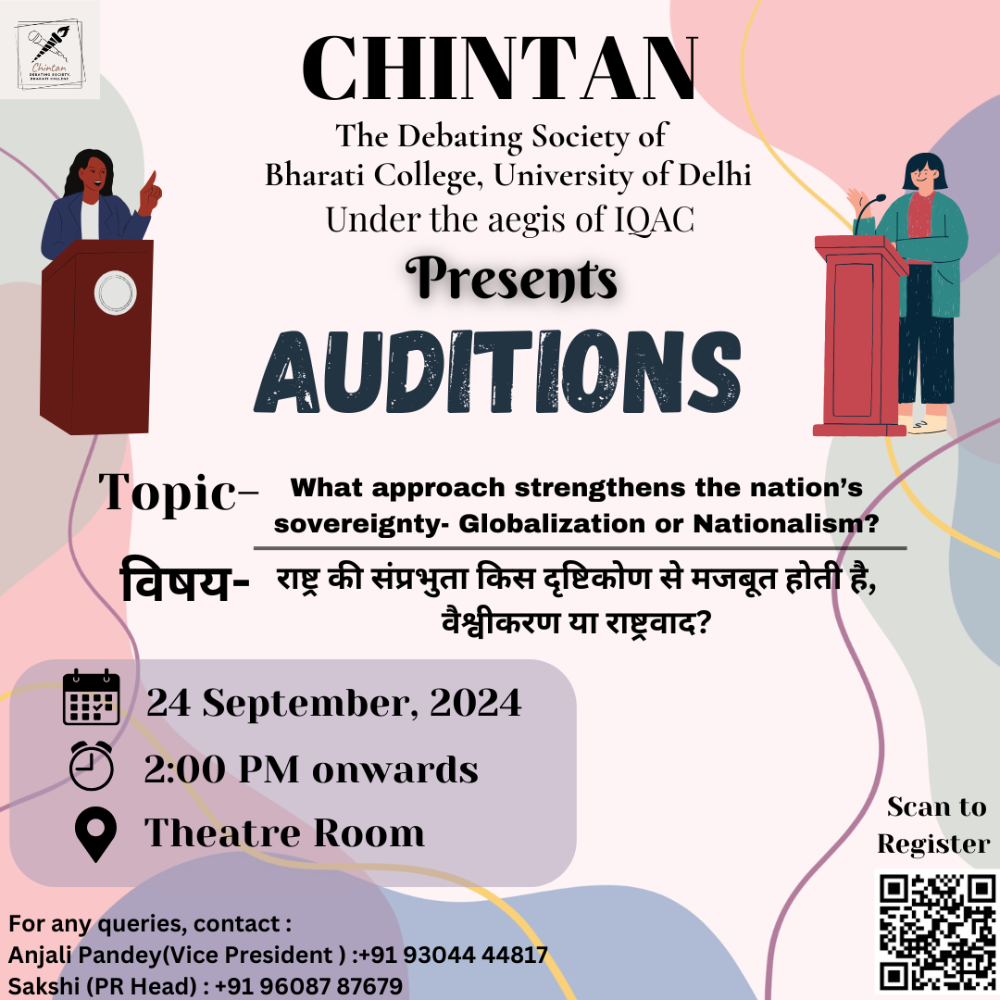 Chintan
DEBATING SOCIETY,
BHARATI COLLEGE
CHINTAN
The Debating Society of
Bharati College, University of Delhi
Under the aegis of IQAC
Presents
AUDITIONS
Topic- What approach strengthens the nation's
sovereignty- Globalization or Nationalism?
विषय- राष्ट्र की संप्रभुता किस दृष्टिकोण से मजबूत होती है,
वैश्वीकरण या राष्ट्रवाद?
24 September, 2024
2:00 PM onwards
Theatre Room
Scan to
Register
For any queries, contact :
Anjali Pandey(Vice President ) :+91 93044 44817
Sakshi (PR Head) : +91 96087 87679